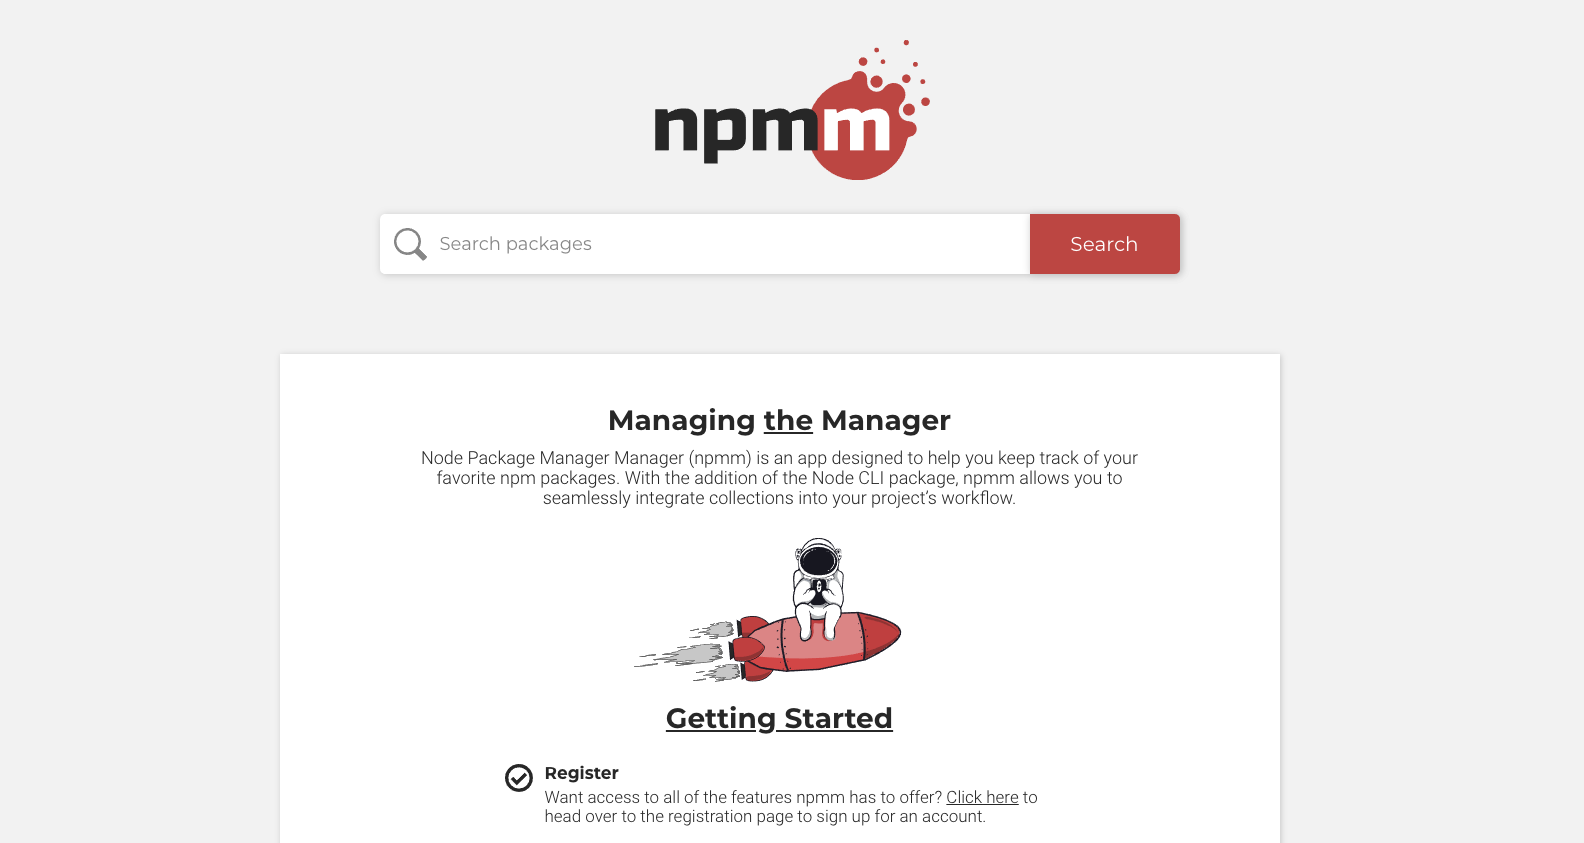 npmm
Search packages
Search
Managing the Manager
Node Package Manager Manager (npmm) is an app designed to help you keep track of your
favorite npm packages. With the addition of the Node CLI package, npmm allows you to
seamlessly integrate collections into your project’s workflow.
Getting Started
Register
Want access to all of the features npmm has to offer? Click here to
head over to the registration page to sign up for an account.